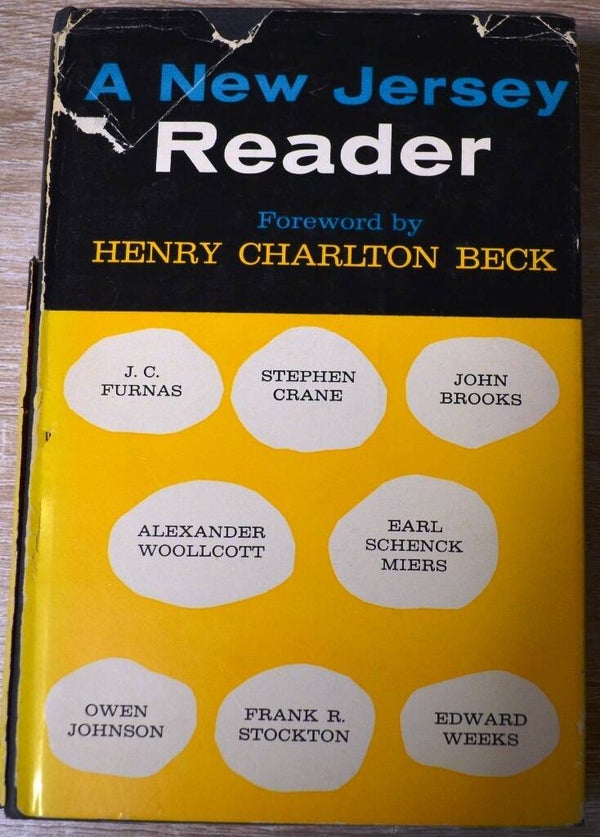 A New Jersey
Reader
Foreword by
HENRY CHARLTON BECK
J. C.
FURNAS
STEPHEN
CRANE
JOHN
BROOKS
ALEXANDER
WOOLLCOTT
EARL
SCHENCK
MIERS
OWEN
JOHNSON
FRANK R.
STOCKTON
EDWARD
WEEKS